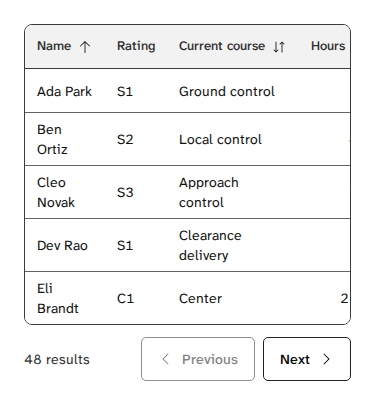 Name Rating Current course Hours
Ada Park S1 Ground control
Ben Ortiz S2 Local control
Cleo Novak S3 Approach control
Dev Rao S1 Clearance delivery
Eli Brandt C1 Center 2
48 results Previous Next